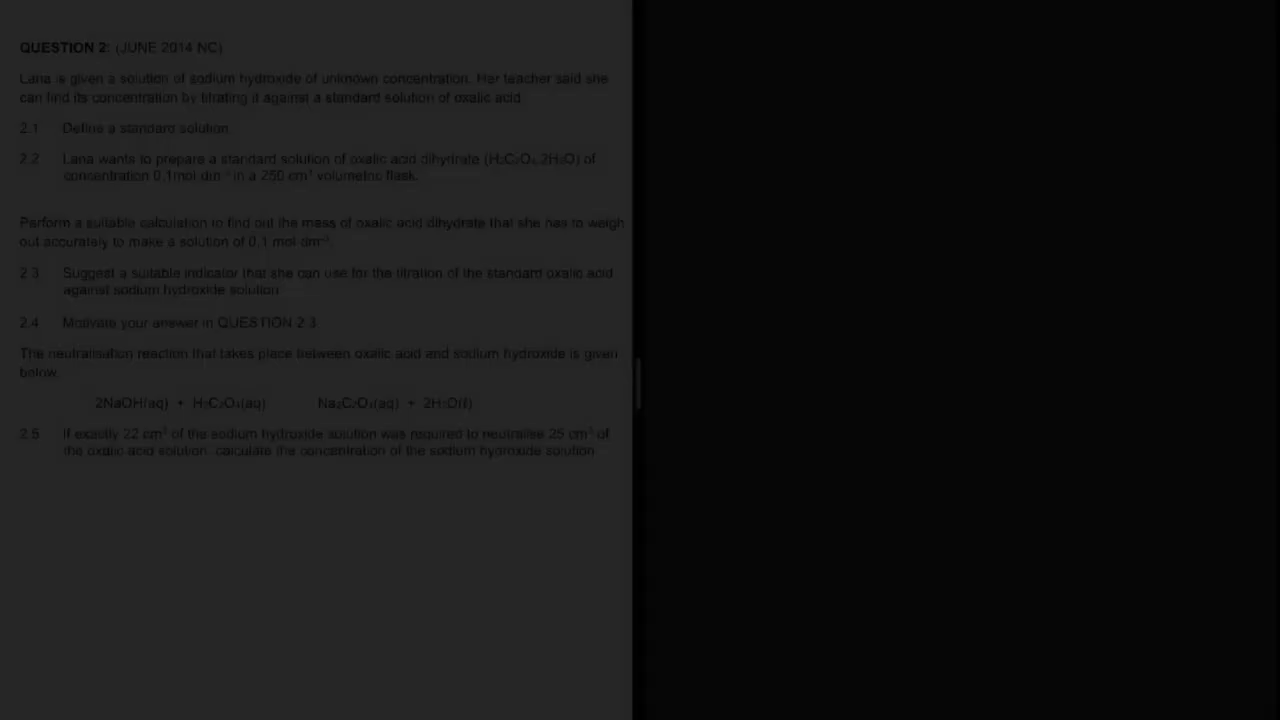 QUESTION 2: (JUNE 2014 NC)
Lana is given a solution of sodium hydroxide of unknown concentration. Her teacher said she
can find its concentration by titrating it against a standard solution of oxalic acid
2.1 Define a standard solution
2.2 Lana wants to prepare a standard solution of oxalic acid dihydrate (H₂C₂O₄.2H₂O) of
concentration 0.1mol dm⁻³ in a 250 cm³ volumetric flask.
Perform a suitable calculation to find out the mass of oxalic acid dihydrate that she has to weigh
out accurately to make a solution of 0,1 mol·dm⁻³.
2.3 Suggest a suitable indicator that she can use for the titration of the standard oxalic acid
against sodium hydroxide solution
2.4 Motivate your answer in QUESTION 2.3
The neutralisation reaction that takes place between oxalic acid and sodium hydroxide is given
below.
2NaOH(aq) + H₂C₂O₄(aq) Na₂C₂O₄(aq) + 2H₂O(ℓ)
2.5 If exactly 22 cm³ of the sodium hydroxide solution was required to neutralise 25 cm³ of
the oxalic acid solution, calculate the concentration of the sodium hydroxide solution